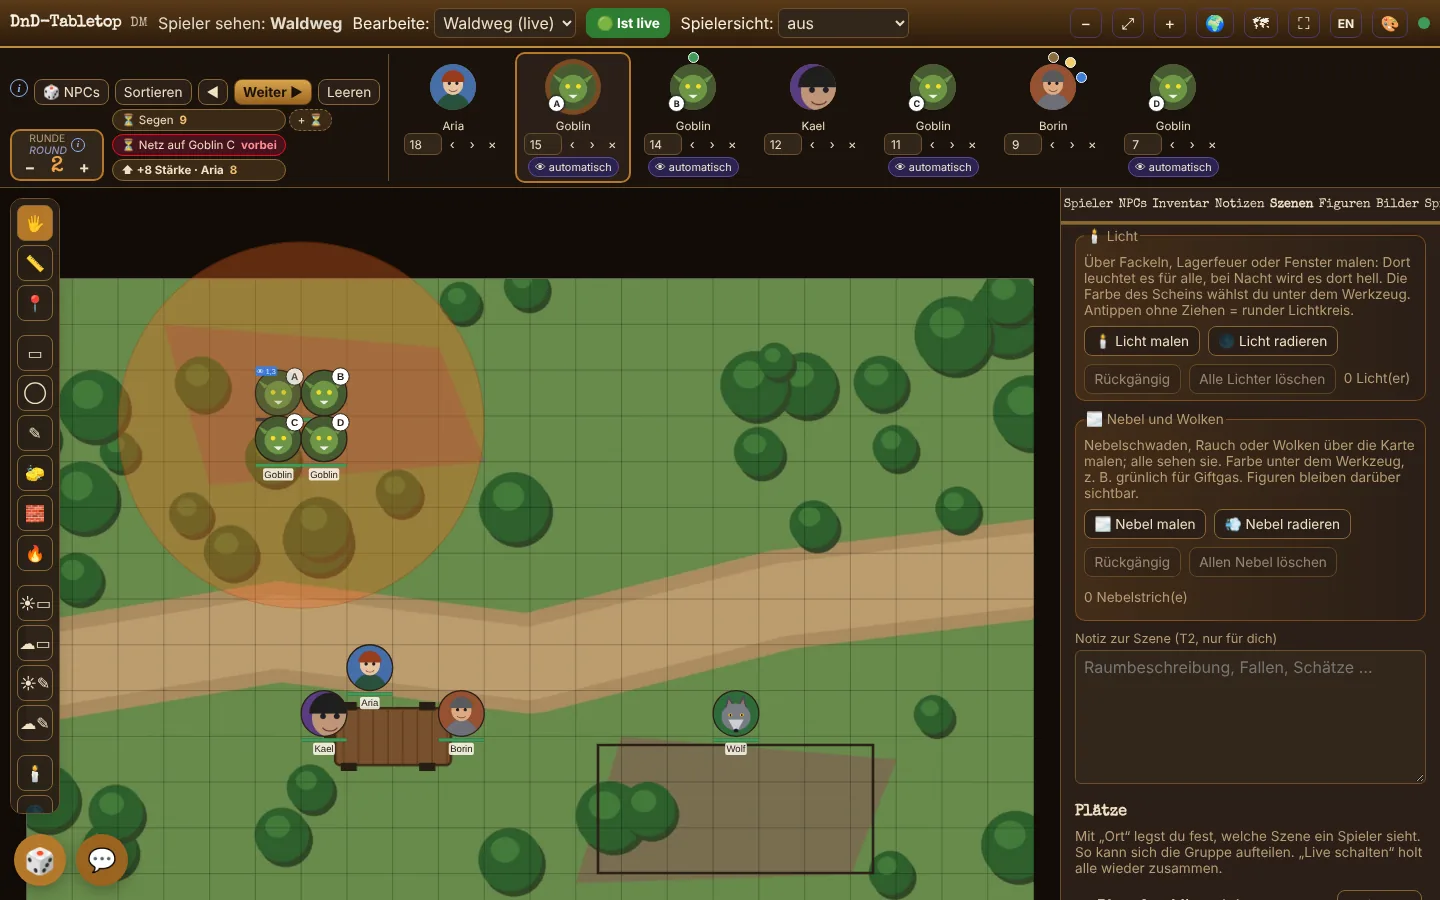 DnD-Tabletop DM Spieler sehen: Waldweg Bearbeite: Waldweg (live) Ist live Spielersicht: aus EN
NPCs Sortieren Weiter Leeren
Segen 9 +
RUNDE
ROUND
Netz auf Goblin C vorbei
− 2 +
+8 Stärke · Aria 8
Aria
18
A
Goblin
15
automatisch
B
Goblin
14
automatisch
Kael
12
C
Goblin
11
automatisch
Borin
9
D
Goblin
7
automatisch
Spieler NPCs Inventar Notizen Szenen Figuren Bilder Sp
1,3 A B
C D
Goblin Goblin
Aria
Kael Borin
Wolf
Licht
Über Fackeln, Lagerfeuer oder Fenster malen: Dort
leuchtet es für alle, bei Nacht wird es dort hell. Die
Farbe des Scheins wählst du unter dem Werkzeug.
Antippen ohne Ziehen = runder Lichtkreis.
Licht malen Licht radieren
Rückgängig Alle Lichter löschen 0 Licht(er)
Nebel und Wolken
Nebelschwaden, Rauch oder Wolken über die Karte
malen; alle sehen sie. Farbe unter dem Werkzeug,
z. B. grünlich für Giftgas. Figuren bleiben darüber
sichtbar.
Nebel malen Nebel radieren
Rückgängig Allen Nebel löschen
0 Nebelstrich(e)
Notiz zur Szene (T2, nur für dich)
Raumbeschreibung, Fallen, Schätze ...
Plätze
Mit „Ort“ legst du fest, welche Szene ein Spieler sieht.
So kann sich die Gruppe aufteilen. „Live schalten“ holt
alle wieder zusammen.